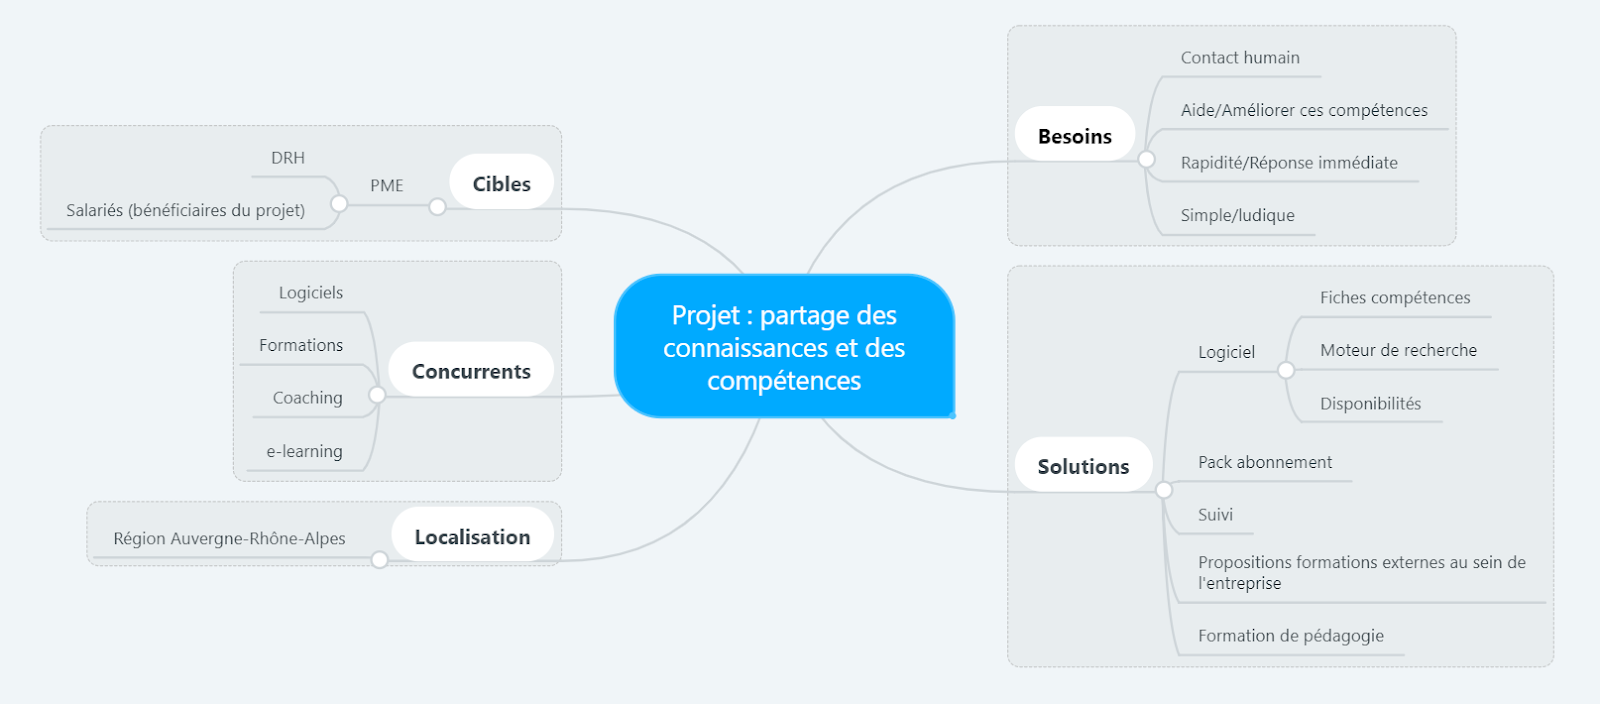 Projet : partage des
connaissances et des
compétences
Cibles
PME
DRH
Salariés (bénéficiaires du projet)
Concurrents
Logiciels
Formations
Coaching
e-learning
Localisation
Région Auvergne-Rhône-Alpes
Besoins
Contact humain
Aide/Améliorer ces compétences
Rapidité/Réponse immédiate
Simple/ludique
Solutions
Logiciel
Fiches compétences
Moteur de recherche
Disponibilités
Pack abonnement
Suivi
Propositions formations externes au sein de
l'entreprise
Formation de pédagogie